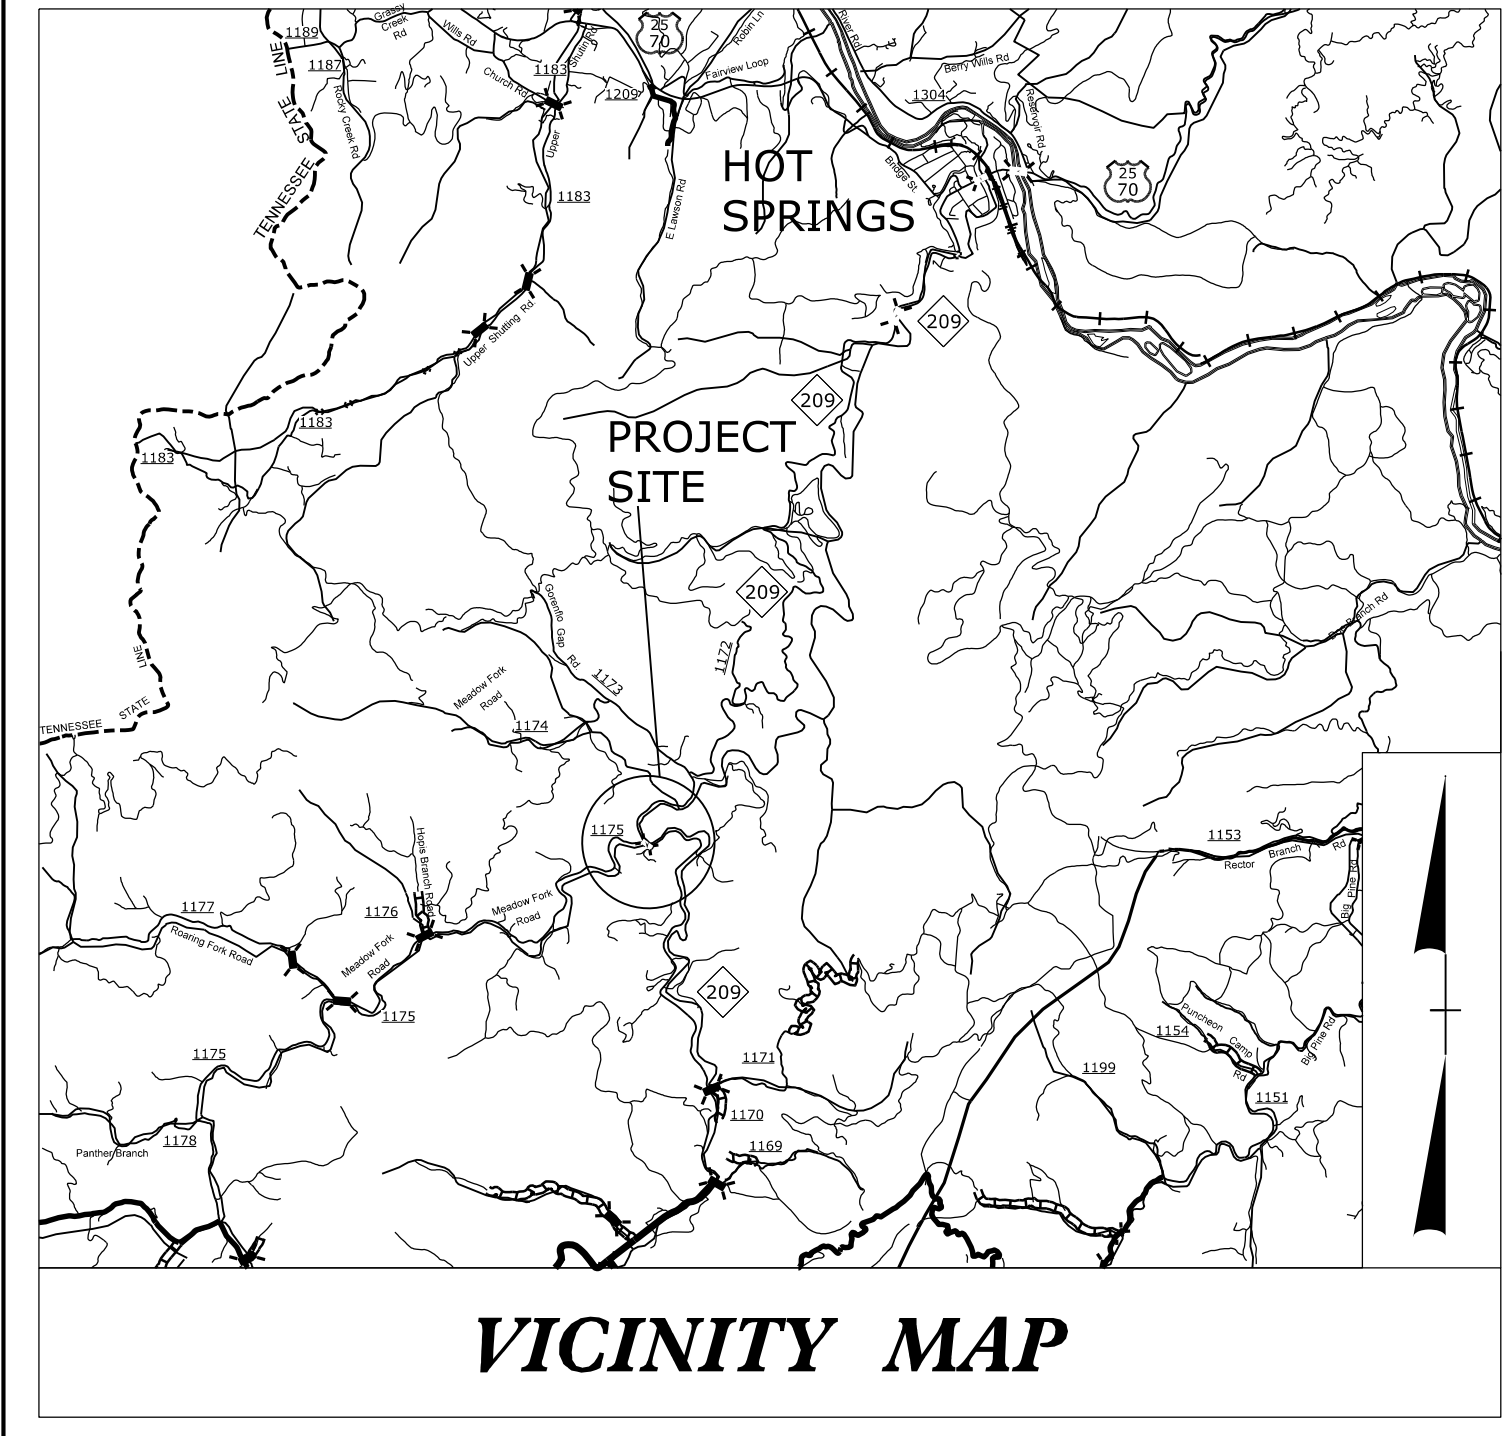 1189
Grassy
Creek
Rd
Wills Rd
LINE
1187
Church Rd
1183
Shutin Rd
25
70
Robin Ln
River Rd
Fairview Loop
Berry Wills Rd
1209
1304
STATE
Rocky Creek Rd
Upper
Reservoir Rd
HOT
SPRINGS
Bridge St.
25
70
TENNESSEE
1183
E Lawson Rd
209
Upper Shutting Rd.
209
1183
1183
PROJECT
SITE
209
Gorenflo Gap Rd.
1172
1173
LINE
Meadow Fork
Road
STATE
TENNESSEE
1174
1175
1153
Rector Branch Rd
Hopis Branch Road
Big Pine Rd
1177
1176
Meadow Fork
Road
Roaring Fork Road
Meadow Fork
Road
209
1175
Puncheon
Camp
Rd
1154
Big Pine Rd
1175
1171
1199
1151
1170
1178
1169
Panther Branch
VICINITY MAP